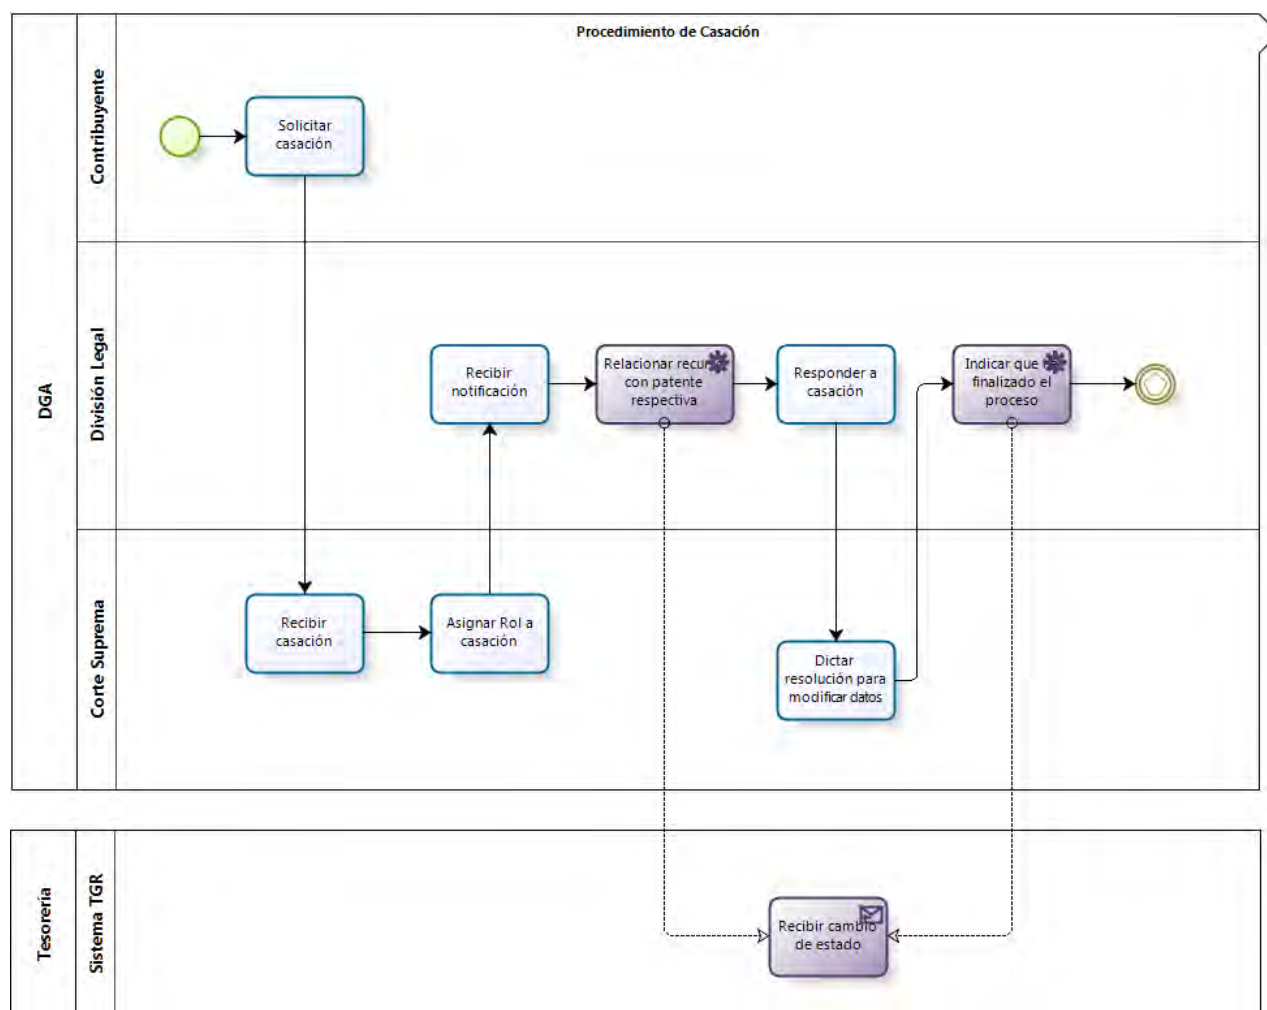 Procedimiento de Casación
DGA
Contribuyente
Solicitar
casación
División Legal
Recibir
notificación
Relacionar
con patente
respectiva
Responder a
casación
Indicar que
finalizado el
proceso
Corte Suprema
Recibir
casación
Asignar Rol a
casación
Dictar
resolución para
modificar datos
Tesorería
Sistema TGR
Recibir cambio
de estado